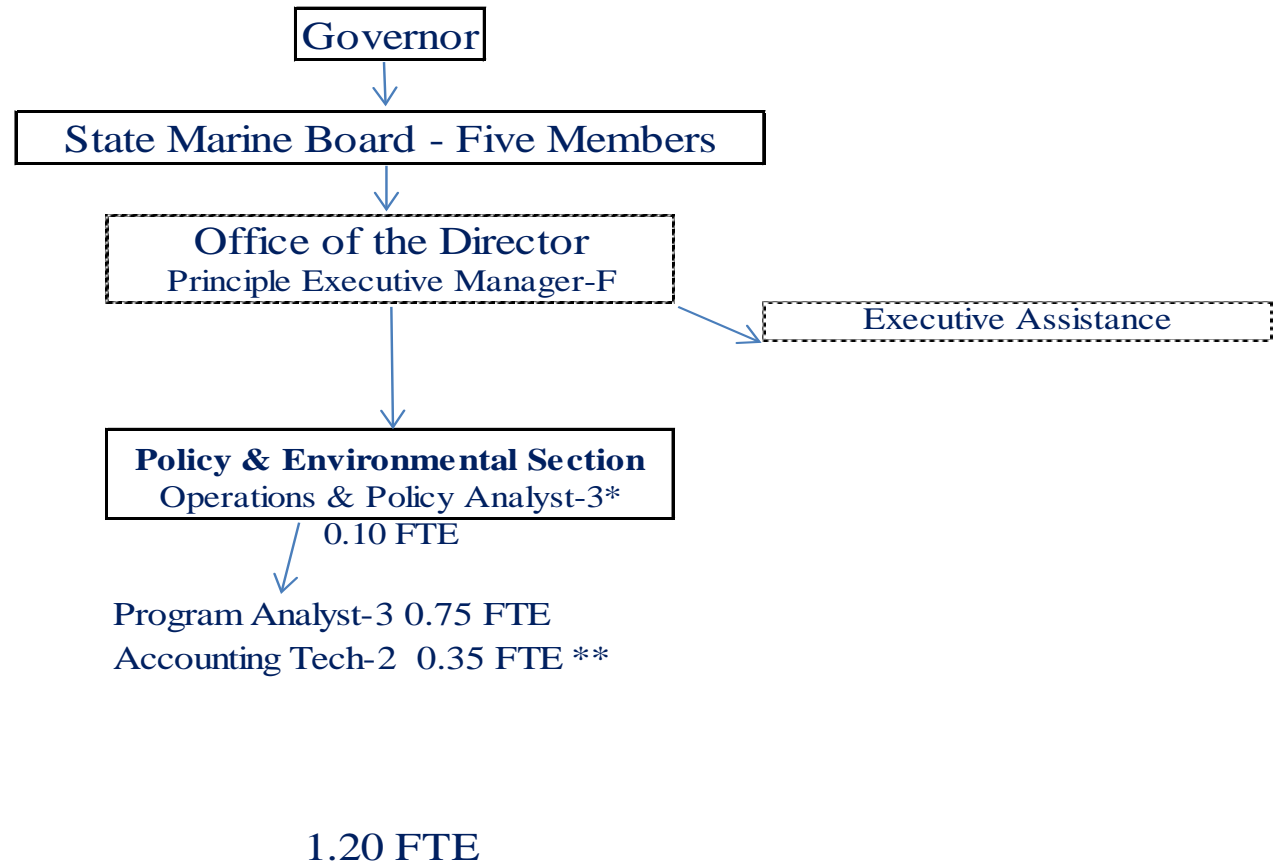 Governor
State Marine Board - Five Members
Office of the Director
Principle Executive Manager-F
Executive Assistance
Policy & Environmental Section
Operations & Policy Analyst-3*
0.10 FTE
Program Analyst-3 0.75 FTE
Accounting Tech-2 0.35 FTE **
1.20 FTE